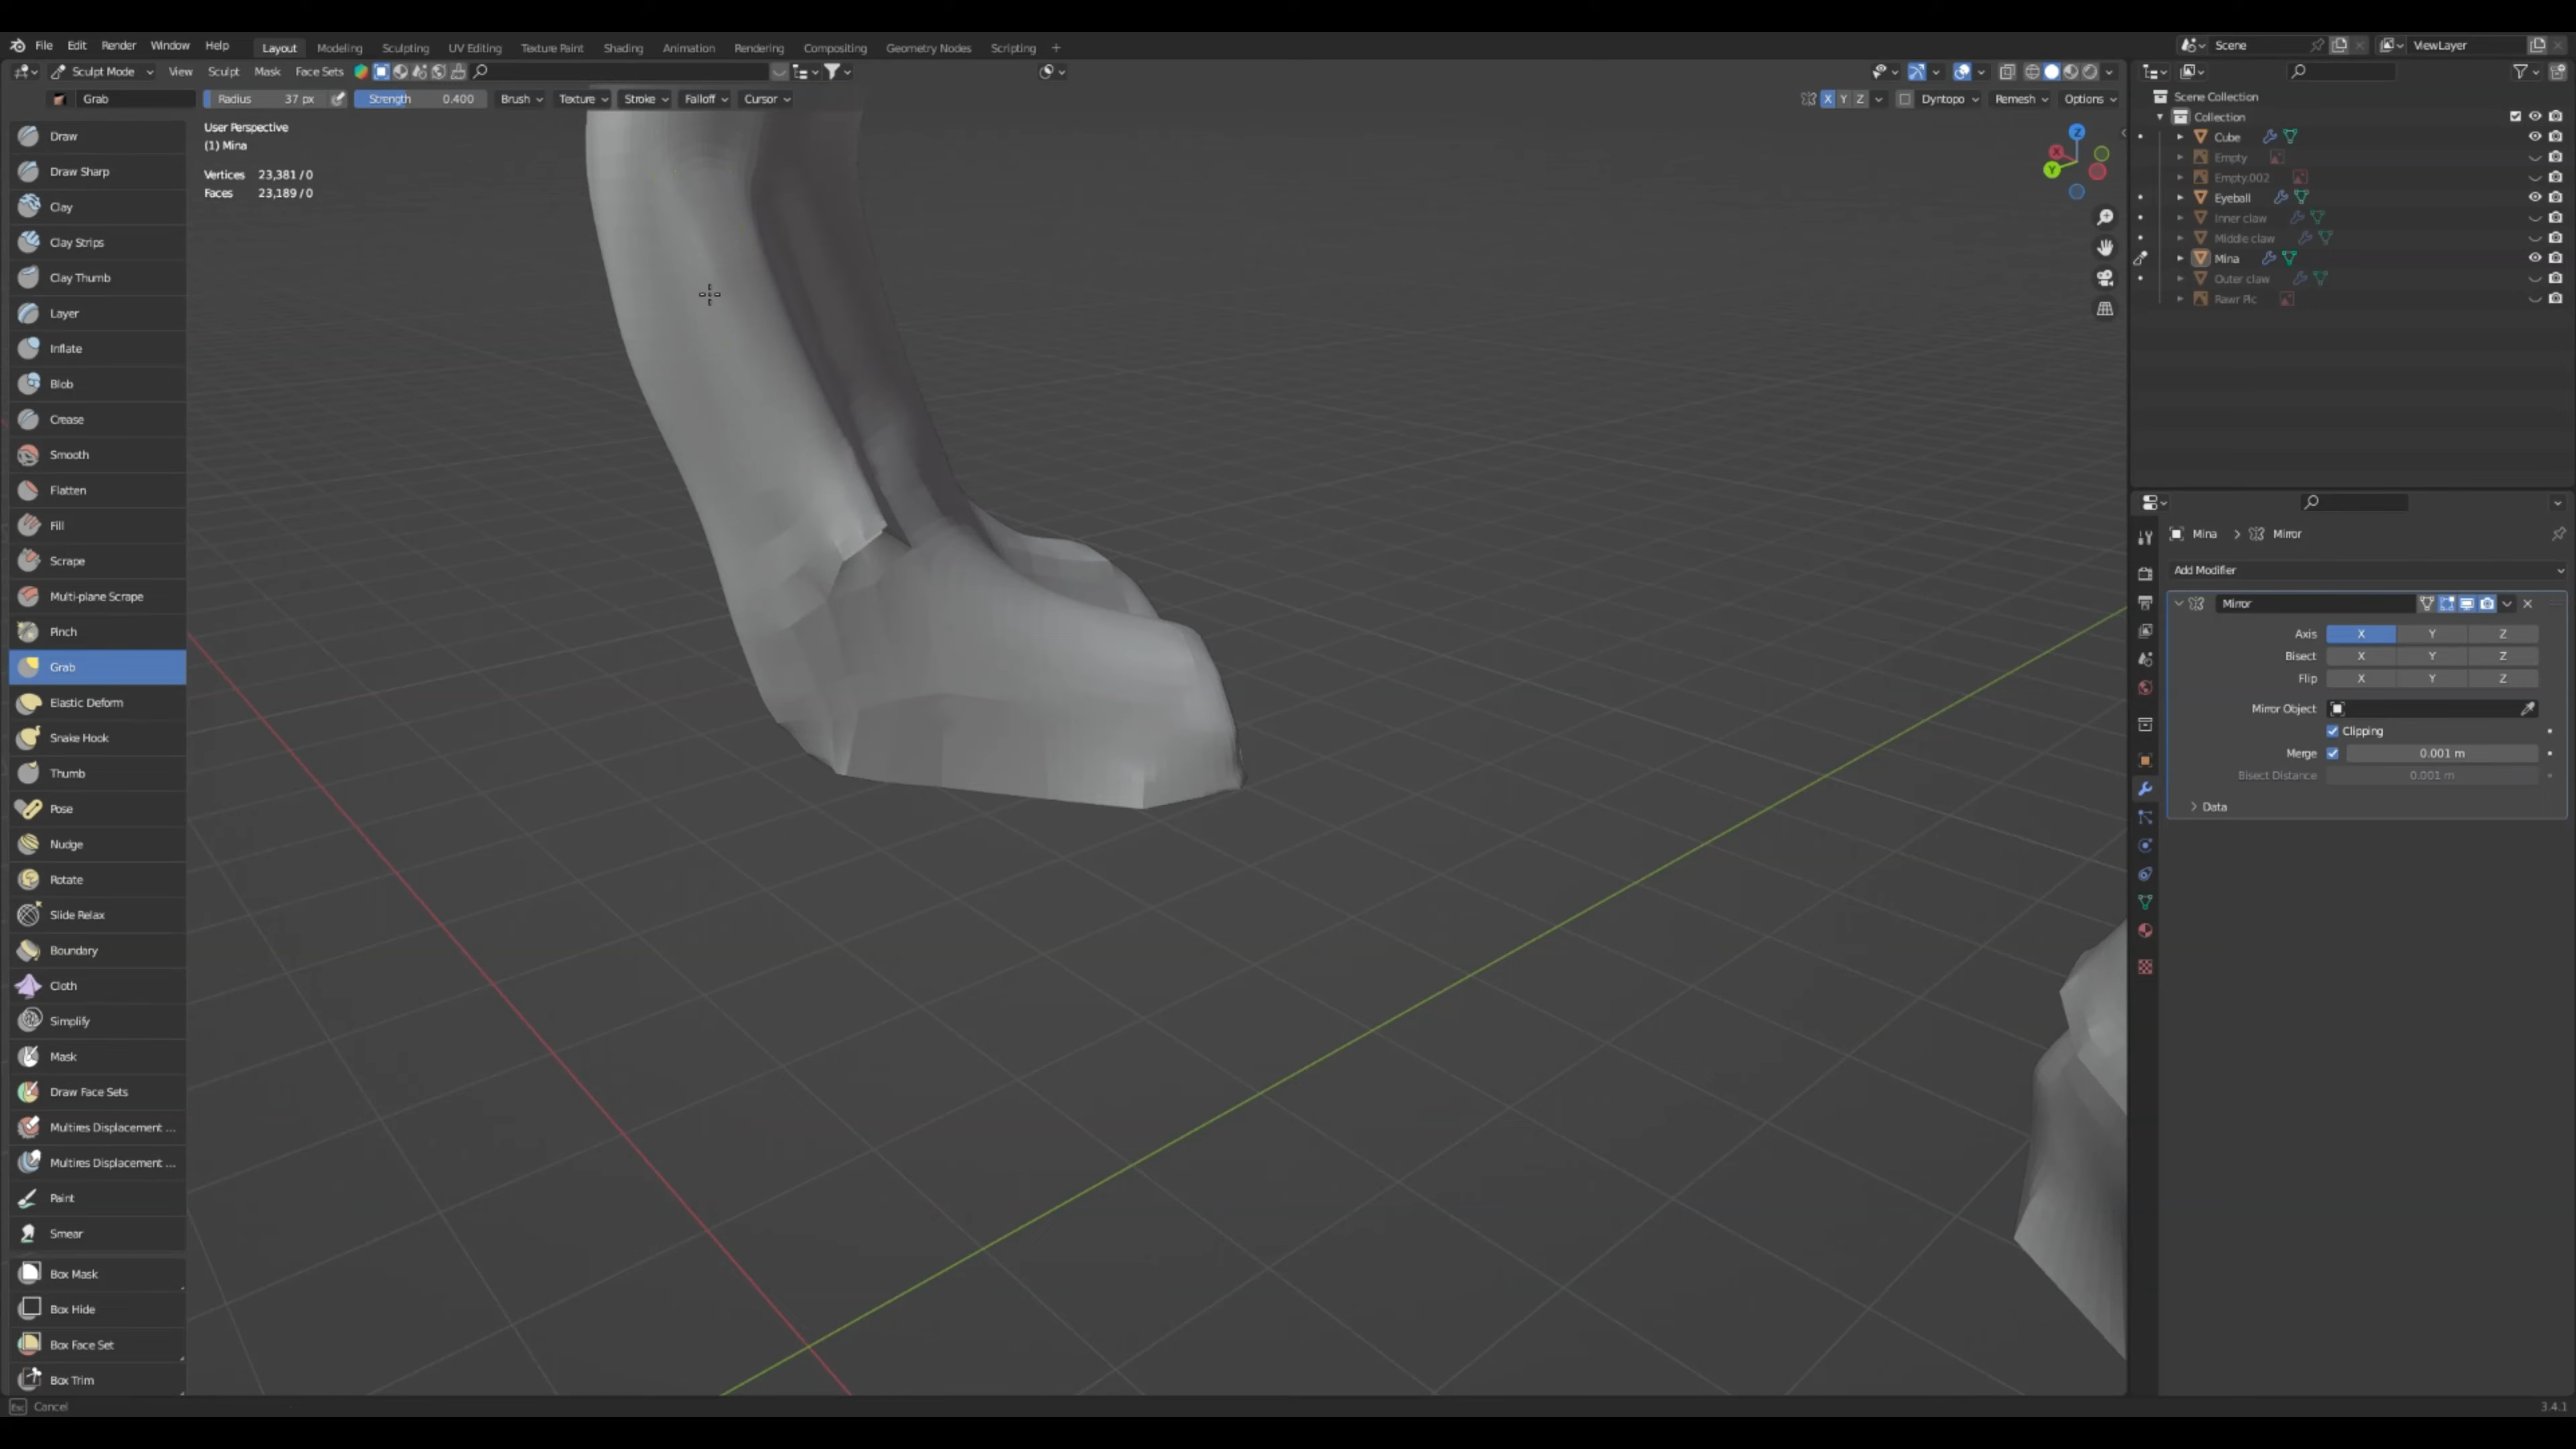 File Edit Render Window Help Layout Modeling Sculpting UV Editing Texture Paint Shading Animation Rendering Compositing Geometry Nodes Scripting + Scene ViewLayer
Sculpt Mode View Sculpt Mask Face Sets
Grab Radius 37 px Strength 0.400 Brush Texture Stroke Falloff Cursor X Y Z Dyntopo Remesh Options
User Perspective
(1) Mina
Vertices 23,381 / 0
Faces 23,189 / 0
Draw
Draw Sharp
Clay
Clay Strips
Clay Thumb
Layer
Inflate
Blob
Crease
Smooth
Flatten
Fill
Scrape
Multi-plane Scrape
Pinch
Grab
Elastic Deform
Snake Hook
Thumb
Pose
Nudge
Rotate
Slide Relax
Boundary
Cloth
Simplify
Mask
Draw Face Sets
Multires Displacement ...
Multires Displacement ...
Paint
Smear
Box Mask
Box Hide
Box Face Set
Box Trim
Esc Cancel
Z
X
Y
Scene Collection
Collection
Cube
Empty
Empty.002
Eyeball
Inner claw
Middle claw
Mina
Outer claw
Rawr Pic
Mina > Mirror
Add Modifier
Mirror
Axis X Y Z
Bisect X Y Z
Flip X Y Z
Mirror Object
Clipping
Merge 0.001 m
Bisect Distance 0.001 m
Data
3.4.1